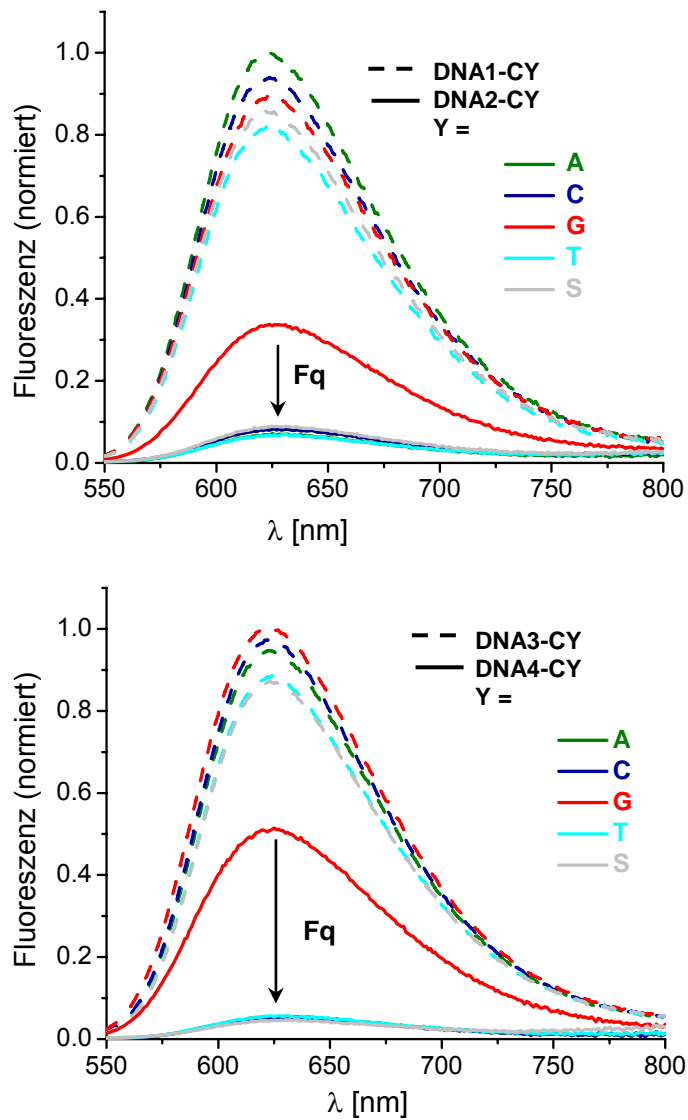 1.0
0.8
0.6
0.4
0.2
0.0
Fluoreszenz (normiert)
DNA1-CY
DNA2-CY
Y =
A
C
G
T
S
Fq
550 600 650 700 750 800
λ [nm]
1.0
0.8
0.6
0.4
0.2
0.0
Fluoreszenz (normiert)
DNA3-CY
DNA4-CY
Y =
A
C
G
T
S
Fq
550 600 650 700 750 800
λ [nm]